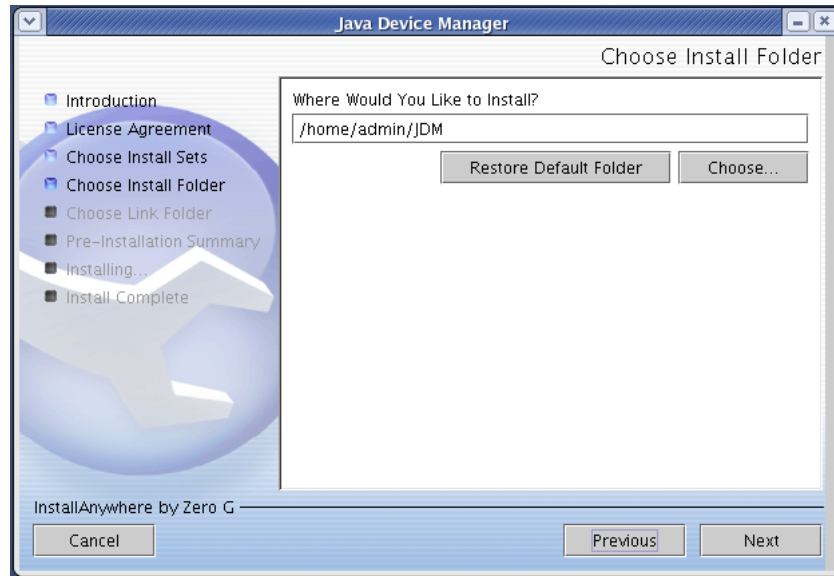 Java Device Manager
Choose Install Folder
Introduction
License Agreement
Choose Install Sets
Choose Install Folder
Choose Link Folder
Pre-Installation Summary
Installing...
Install Complete
Where Would You Like to Install?
/home/admin/JDM
Restore Default Folder
Choose...
InstallAnywhere by Zero G
Cancel
Previous
Next